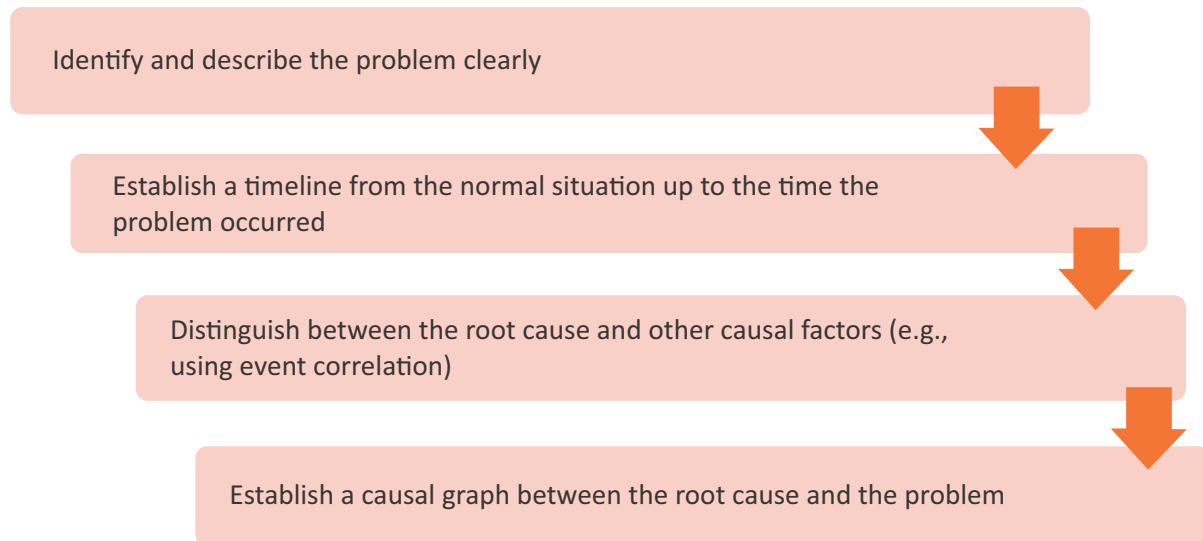 Identify and describe the problem clearly
Establish a timeline from the normal situation up to the time the
problem occurred
Distinguish between the root cause and other causal factors (e.g.,
using event correlation)
Establish a causal graph between the root cause and the problem